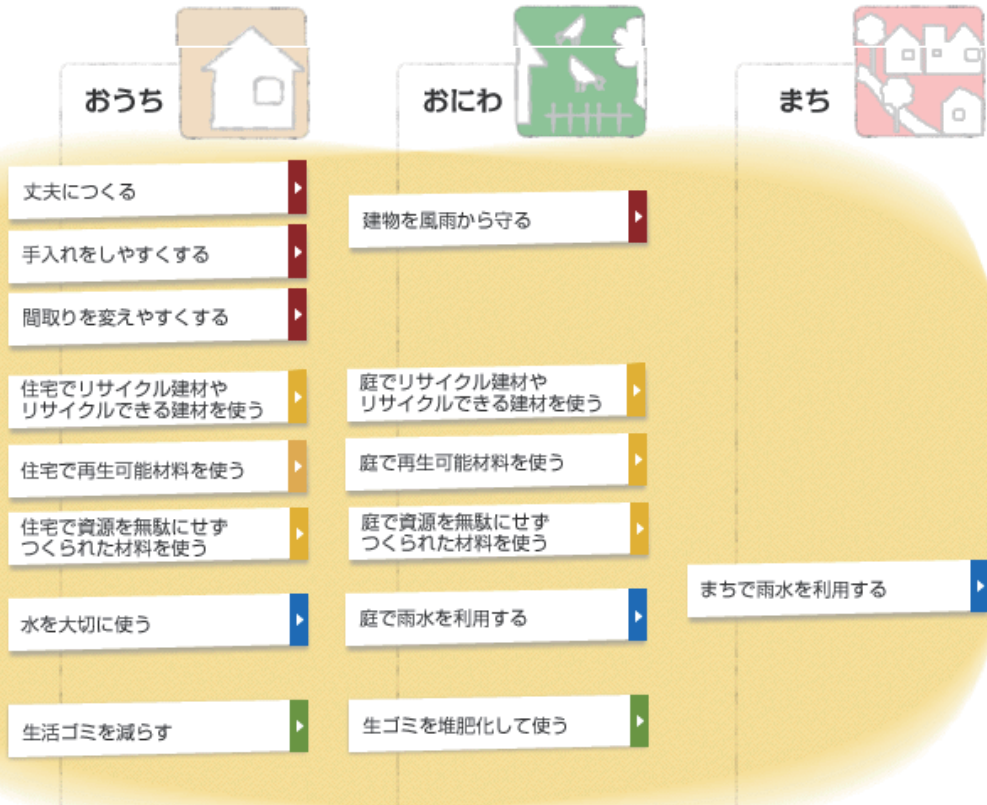 おうち
おにわ
まち
丈夫につくる
手入れをしやすくする
間取りを変えやすくする
住宅でリサイクル建材や
リサイクルできる建材を使う
住宅で再生可能材料を使う
住宅で資源を無駄にせず
つくられた材料を使う
水を大切に使う
生活ゴミを減らす
建物を風雨から守る
庭でリサイクル建材や
リサイクルできる建材を使う
庭で再生可能材料を使う
庭で資源を無駄にせず
つくられた材料を使う
庭で雨水を利用する
生ゴミを堆肥化して使う
まちで雨水を利用する